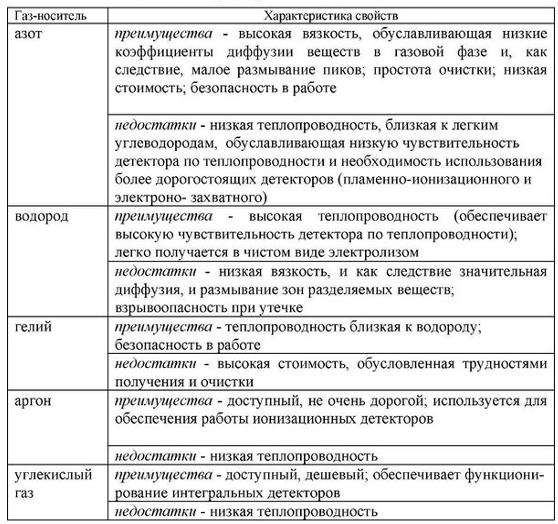 Газ-носитель Характеристика свойств
азот преимущества - высокая вязкость, обуславливающая низкие
коэффициенты диффузии веществ в газовой фазе и, как
следствие, малое размывание пиков; простота очистки; низкая
стоимость; безопасность в работе
недостатки - низкая теплопроводность, близкая к легким
углеводородам, обуславливающая низкую чувствительность
детектора по теплопроводности и необходимость использования
более дорогостоящих детекторов (пламенно-ионизационного и
электроно- захватного)
водород преимущества - высокая теплопроводность (обеспечивает
высокую чувствительность детектора по теплопроводности);
легко получается в чистом виде электролизом
недостатки - низкая вязкость, и как следствие значительная
диффузия, и размывание зон разделяемых веществ;
взрывоопасность при утечке
гелий преимущества - теплопроводность близкая к водороду;
безопасность в работе
недостатки - высокая стоимость, обусловленная трудностями
получения и очистки
аргон преимущества - доступный, не очень дорогой; используется для
обеспечения работы ионизационных детекторов
недостатки - низкая теплопроводность
углекислый преимущества - доступный, дешевый; обеспечивает функциони-
газ рование интегральных детекторов
недостатки - низкая теплопроводность